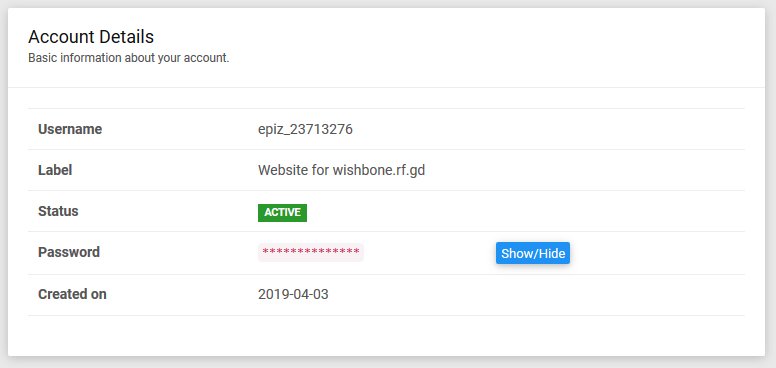 Account Details
Basic information about your account.
Username epiz_23713276
Label Website for wishbone.rf.gd
Status ACTIVE
Password ************** Show/Hide
Created on 2019-04-03